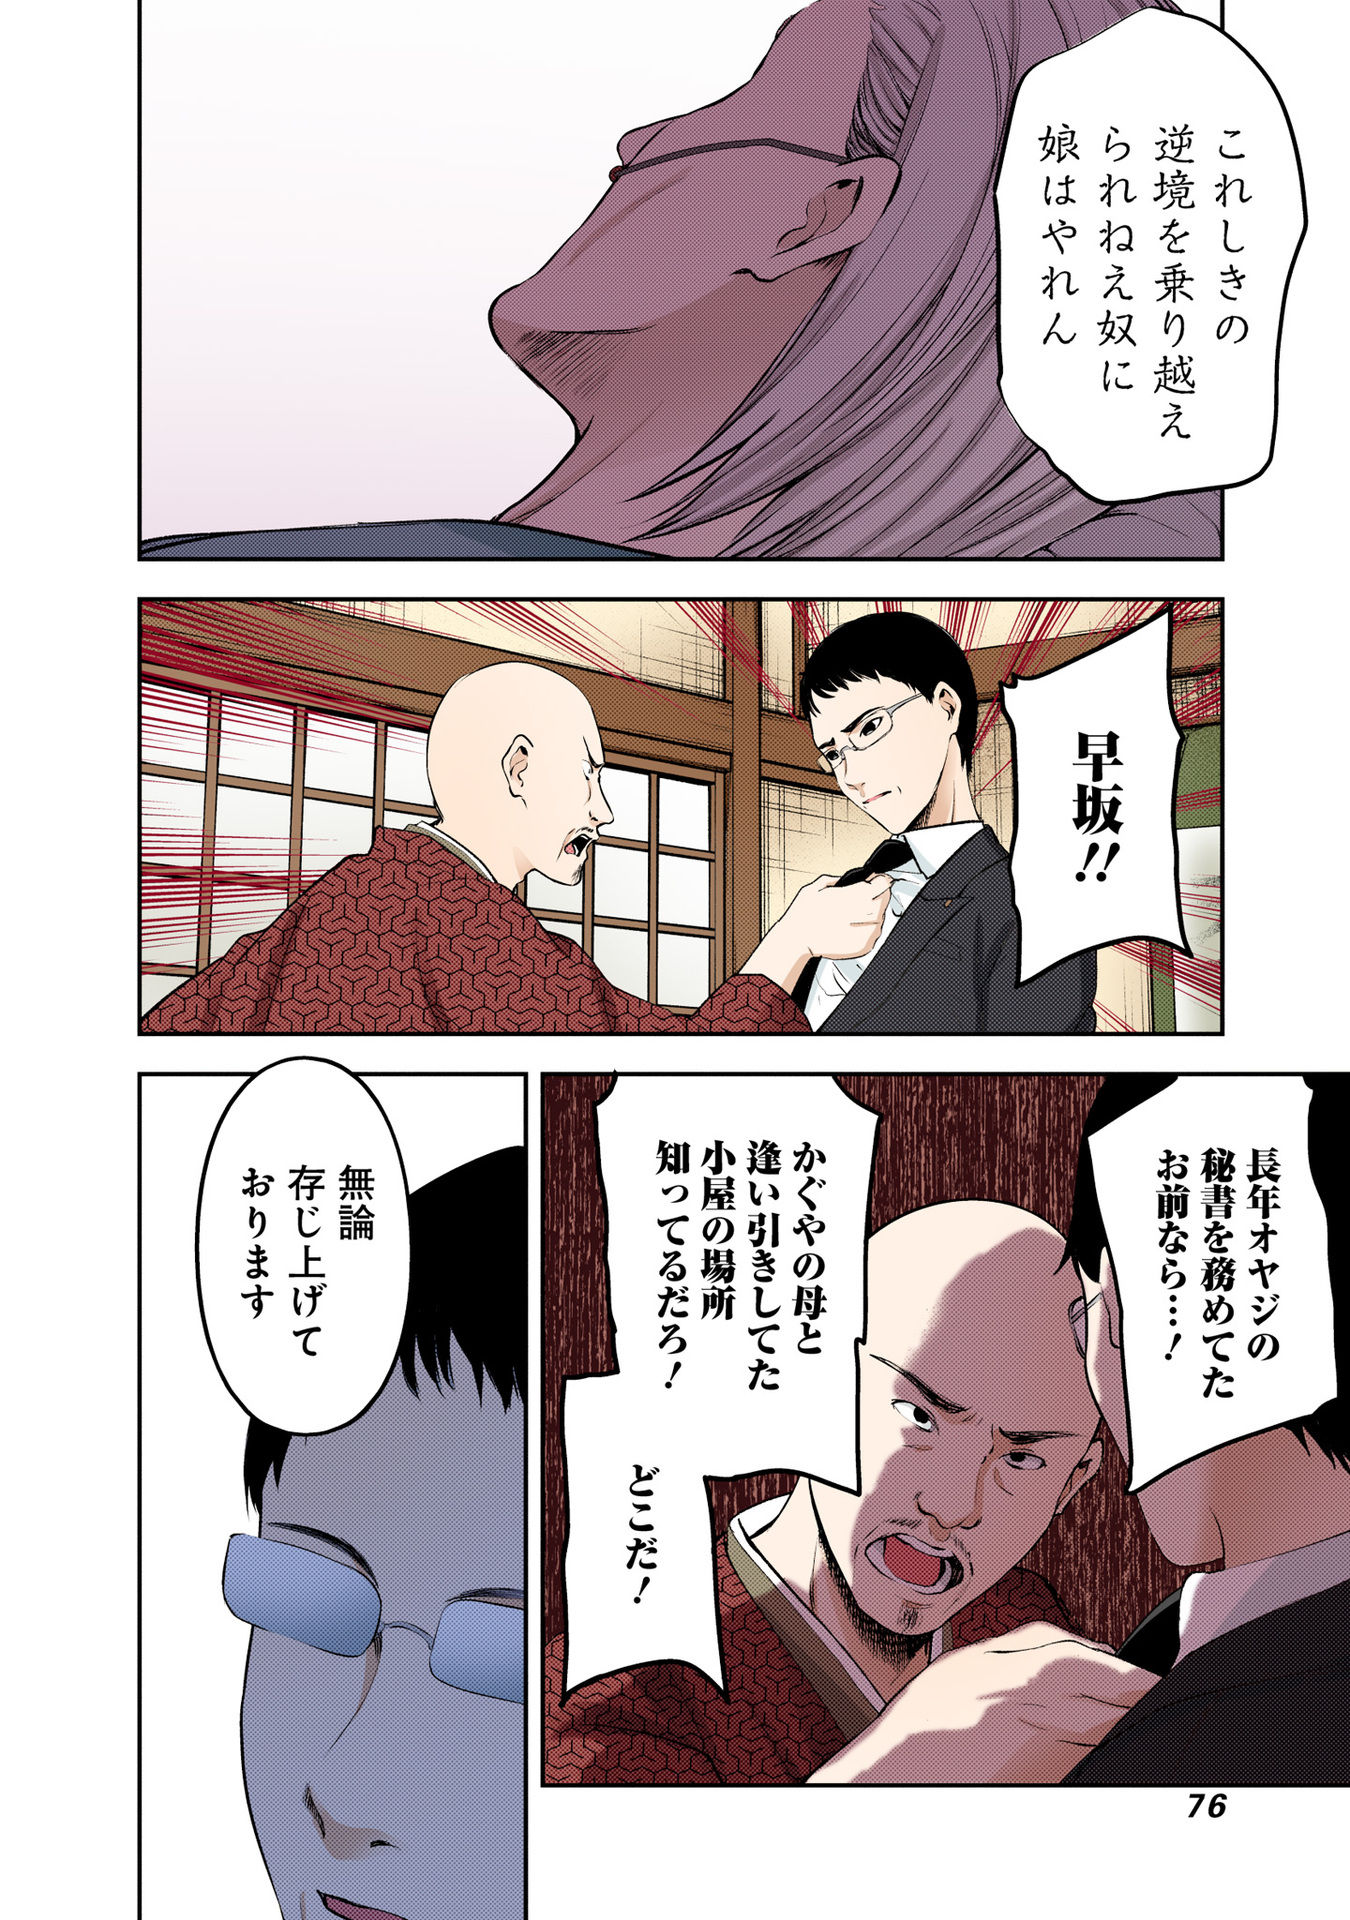 これしきの
逆境を乗り越え
られねえ奴に
娘はやれん
早坂!!
長年オヤジの
秘書を務めてた
お前なら…!
かぐやの母と
逢い引きしてた
小屋の場所
知ってるだろ!
どこだ!
無論
存じ上げて
おります
76